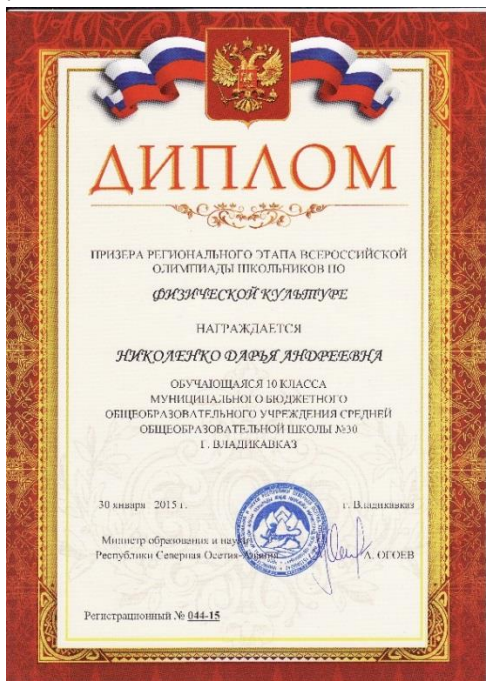 ДИПЛОМ
ПРИЗЕРА РЕГИОНАЛЬНОГО ЭТАПА ВСЕРОССИЙСКОЙ
ОЛИМПИАДЫ ШКОЛЬНИКОВ ПО
ФИЗИЧЕСКОЙ КУЛЬТУРЕ
НАГРАЖДАЕТСЯ
НИКОЛЕНКО ДАРЬЯ АНДРЕЕВНА
ОБУЧАЮЩАЯСЯ 10 КЛАССА
МУНИЦИПАЛЬНОГО БЮДЖЕТНОГО
ОБЩЕОБРАЗОВАТЕЛЬНОГО УЧРЕЖДЕНИЯ СРЕДНЕЙ
ОБЩЕОБРАЗОВАТЕЛЬНОЙ ШКОЛЫ №30
Г. ВЛАДИКАВКАЗ
30 января 2015 г. г. Владикавказ
Министр образования и науки
Республики Северная Осетия-Алания А. ОГОЕВ
Регистрационный № 044-15